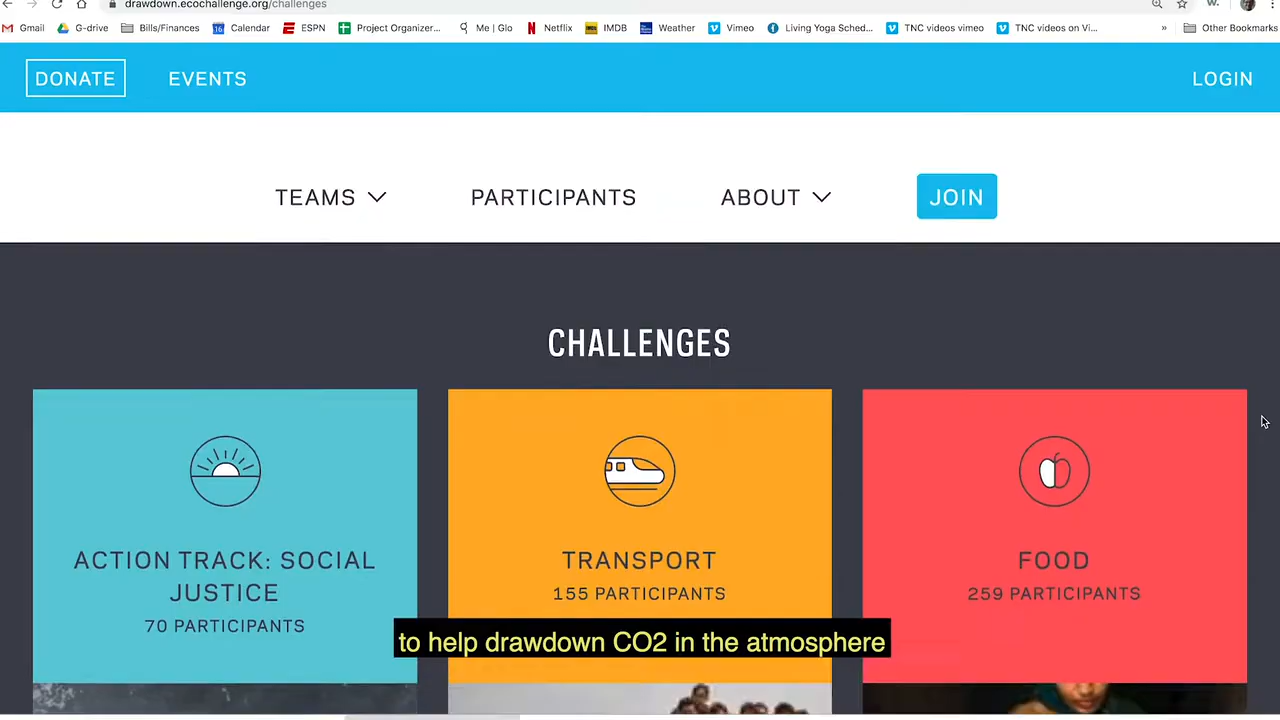 drawdown.ecochallenge.org/challenges
Gmail G-drive Bills/Finances 16 Calendar ESPN Project Organizer... Me | Glo Netflix IMDB Weather Vimeo Living Yoga Sched... TNC videos vimeo TNC videos on Vi... » Other Bookmarks
DONATE EVENTS LOGIN
TEAMS PARTICIPANTS ABOUT JOIN
CHALLENGES
ACTION TRACK: SOCIAL
JUSTICE
70 PARTICIPANTS
TRANSPORT
155 PARTICIPANTS
FOOD
259 PARTICIPANTS
to help drawdown CO2 in the atmosphere